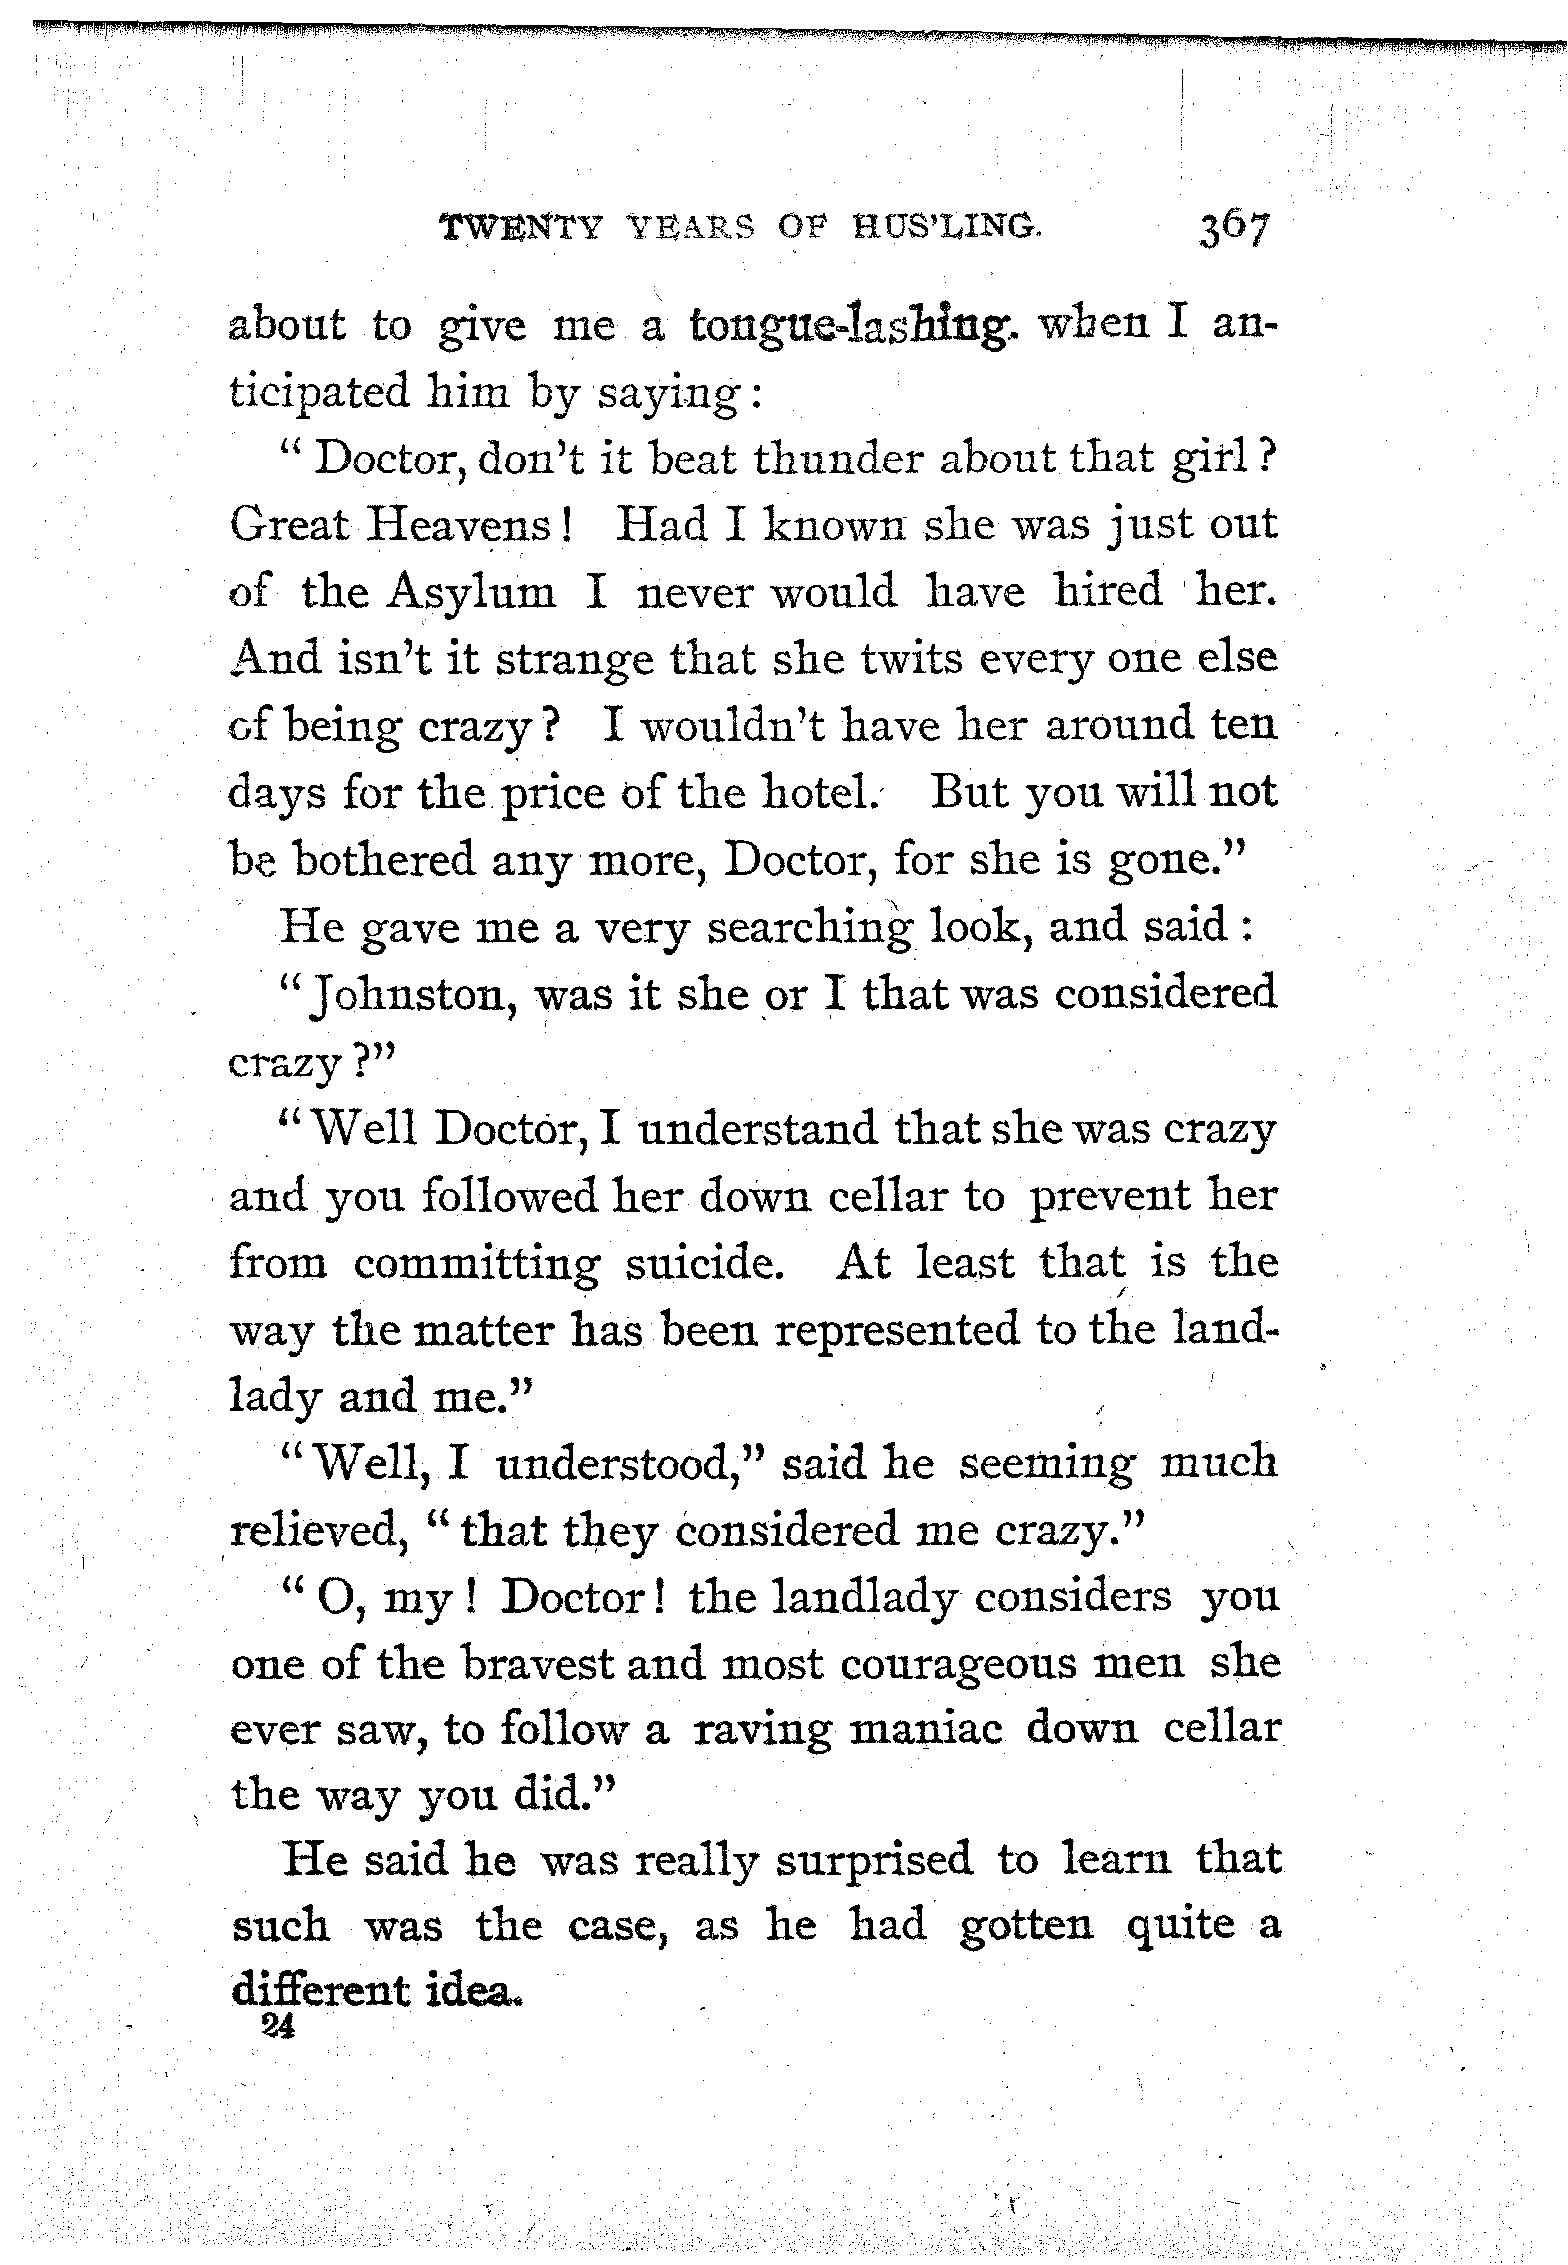 TWENTY YEARS OF HUS'LING. 367
about to give me a tongue-lashing. when I an-
ticipated him by saying:
“ Doctor, don't it beat thunder about that girl?
Great Heavens! Had I known she was just out
of the Asylum I never would have hired her.
And isn't it strange that she twits every one else
of being crazy? I wouldn't have her around ten
days for the price of the hotel. But you will not
be bothered any more, Doctor, for she is gone.”
He gave me a very searching look, and said:
“Johnston, was it she or I that was considered
crazy?”
“Well Doctor, I understand that she was crazy
and you followed her down cellar to prevent her
from committing suicide. At least that is the
way the matter has been represented to the land-
lady and me.”
“Well, I understood,” said he seeming much
relieved, “that they considered me crazy.”
“O, my! Doctor! the landlady considers you
one of the bravest and most courageous men she
ever saw, to follow a raving maniac down cellar
the way you did.”
He said he was really surprised to learn that
such was the case, as he had gotten quite a
different idea.
24